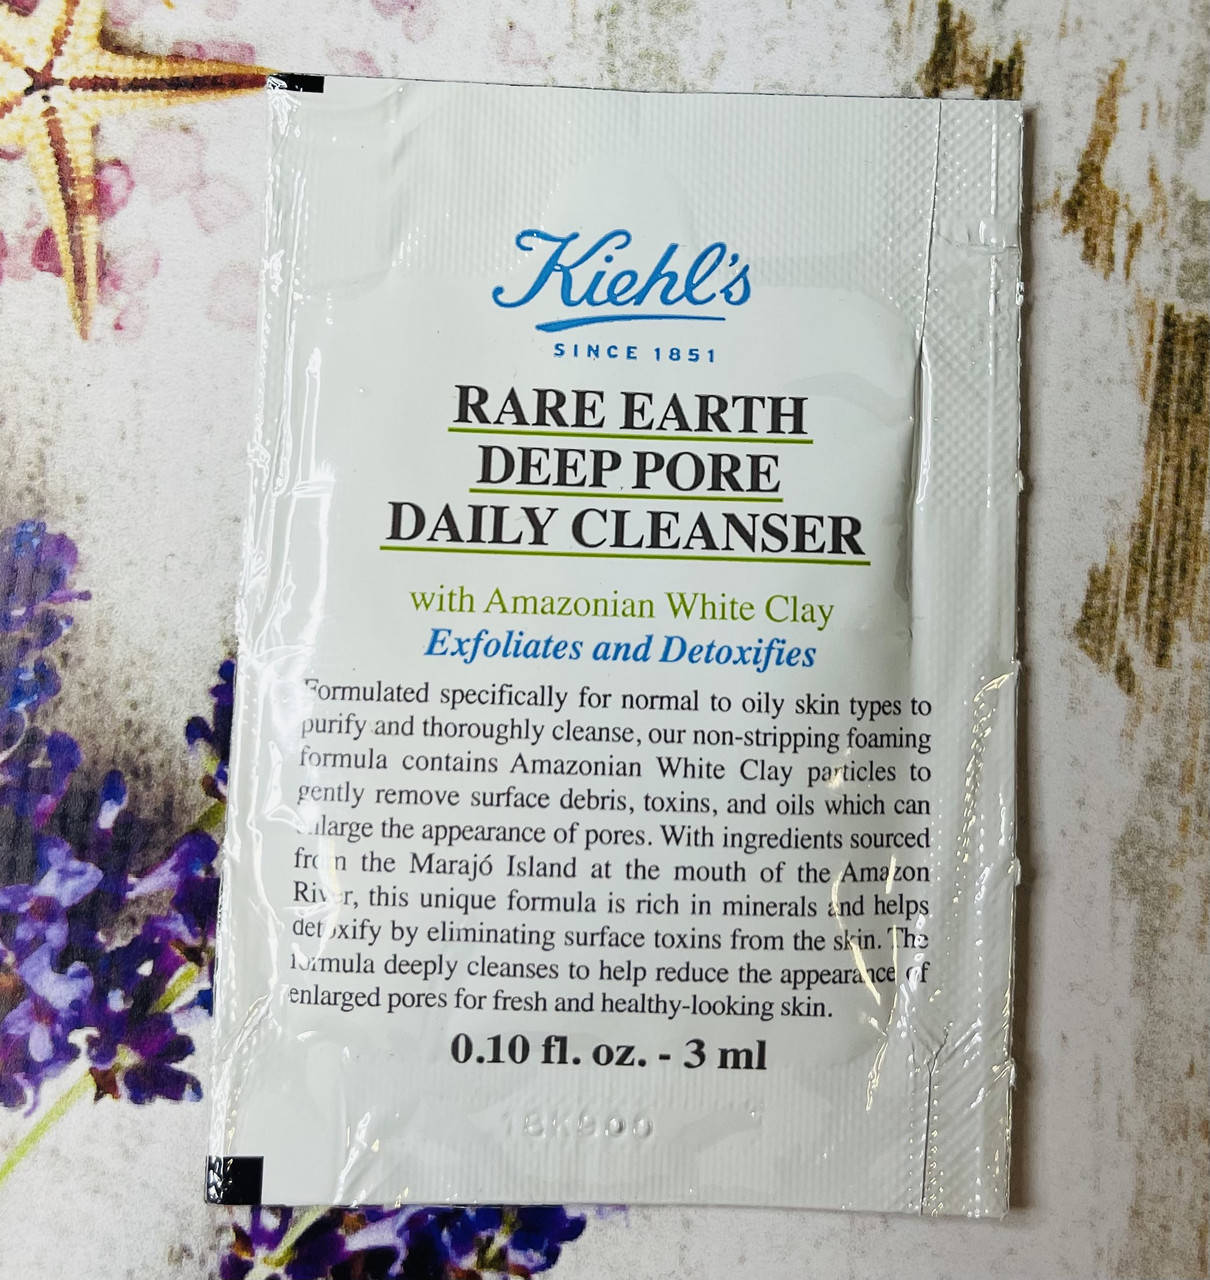 Kiehl's
SINCE 1851
RARE EARTH
DEEP PORE
DAILY CLEANSER
with Amazonian White Clay
Exfoliates and Detoxifies
Formulated specifically for normal to oily skin types to
purify and thoroughly cleanse, our non-stripping foaming
formula contains Amazonian White Clay particles to
gently remove surface debris, toxins, and oils which can
enlarge the appearance of pores. With ingredients sourced
from the Marajó Island at the mouth of the Amazon
River, this unique formula is rich in minerals and helps
detoxify by eliminating surface toxins from the skin. The
formula deeply cleanses to help reduce the appearance of
enlarged pores for fresh and healthy-looking skin.
0.10 fl. oz. - 3 ml